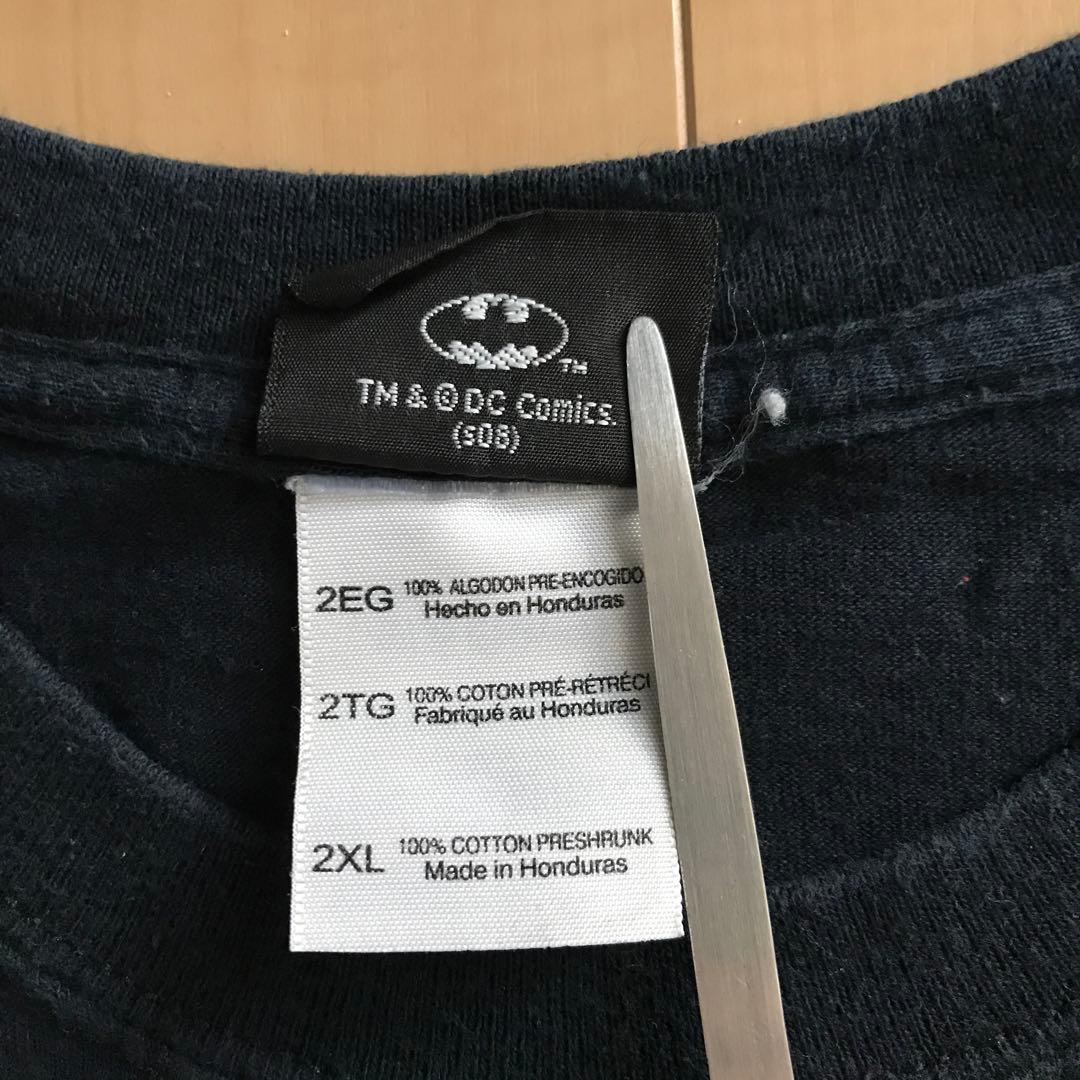 TM
TM & © DC Comics.
(s08)
2EG 100% ALGODON PRE-ENCOGIDO
Hecho en Honduras
2TG 100% COTON PRÉ-RÉTRÉCI
Fabriqué au Honduras
2XL 100% COTTON PRESHRUNK
Made in Honduras